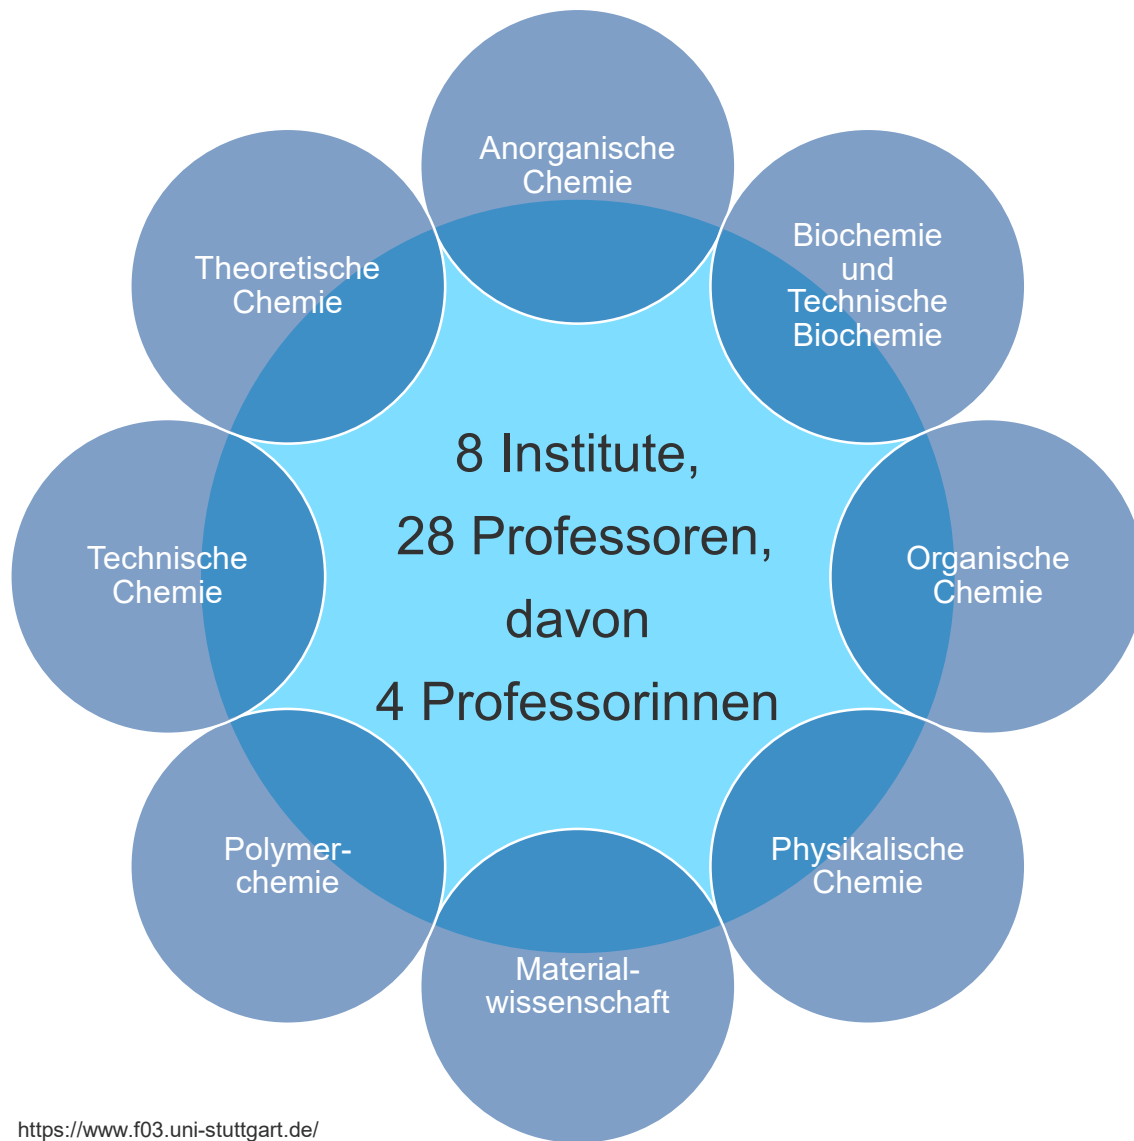 Anorganische
Chemie
Biochemie
und
Technische
Biochemie
Organische
Chemie
Physikalische
Chemie
Material-
wissenschaft
Polymer-
chemie
Technische
Chemie
Theoretische
Chemie
8 Institute,
28 Professoren,
davon
4 Professorinnen
https://www.f03.uni-stuttgart.de/